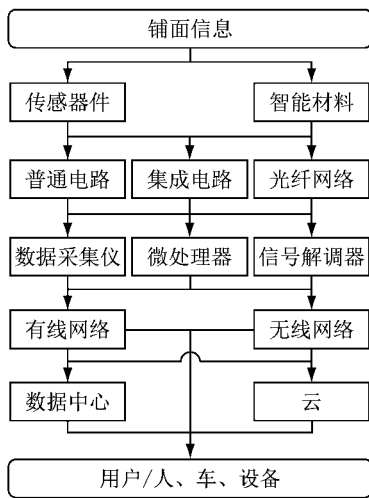 铺面信息
传感器件
智能材料
普通电路
集成电路
光纤网络
数据采集仪
微处理器
信号解调器
有线网络
无线网络
数据中心
云
用户/人、车、设备